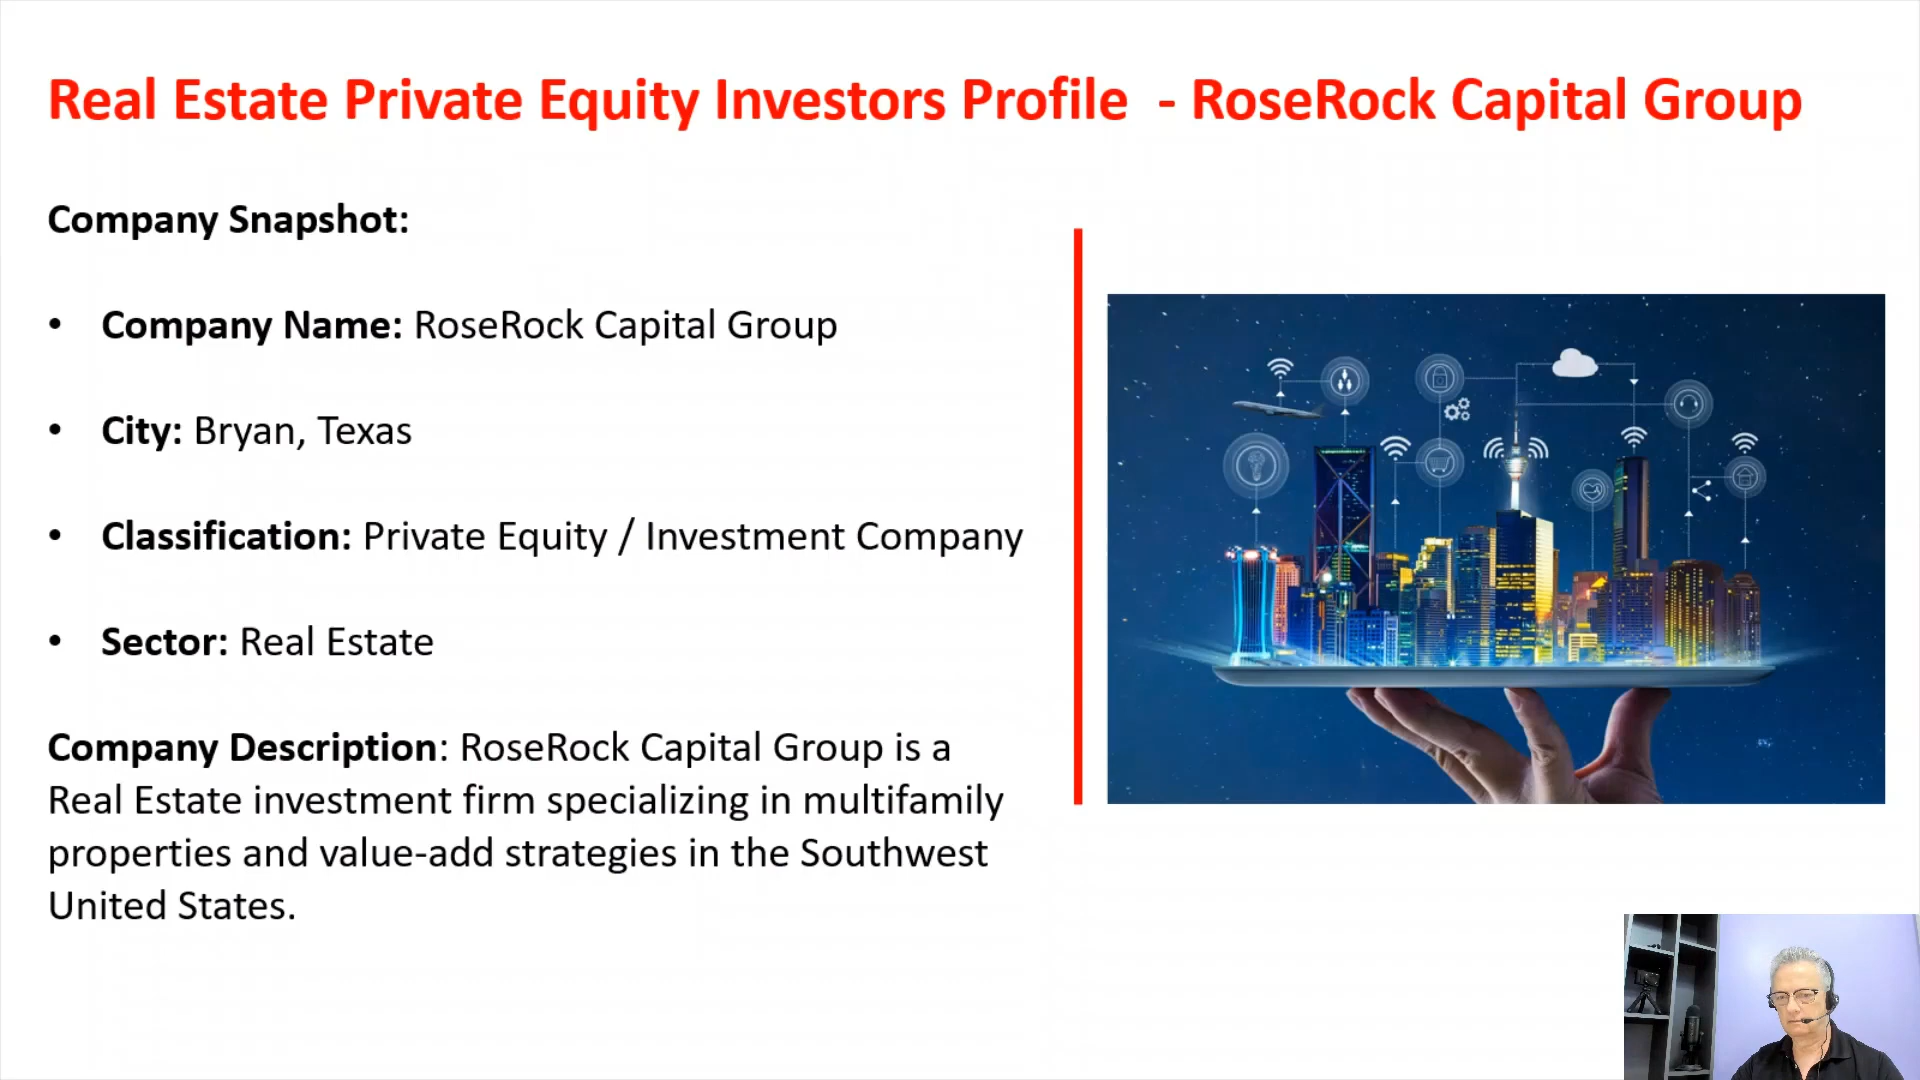 Real Estate Private Equity Investors Profile  - RoseRock Capital Group
Company Snapshot:
• Company Name: RoseRock Capital Group
• City: Bryan, Texas
• Classification: Private Equity / Investment Company
• Sector: Real Estate
Company Description: RoseRock Capital Group is a
Real Estate investment firm specializing in multifamily
properties and value-add strategies in the Southwest
United States.